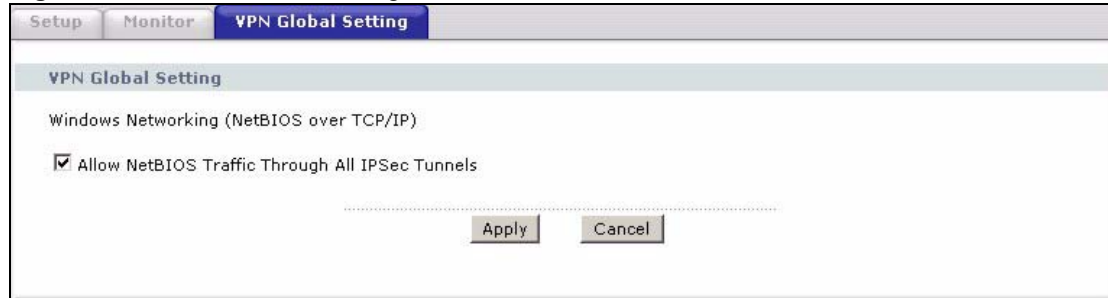 Setup Monitor VPN Global Setting
VPN Global Setting
Windows Networking (NetBIOS over TCP/IP)
Allow NetBIOS Traffic Through All IPSec Tunnels
Apply Cancel